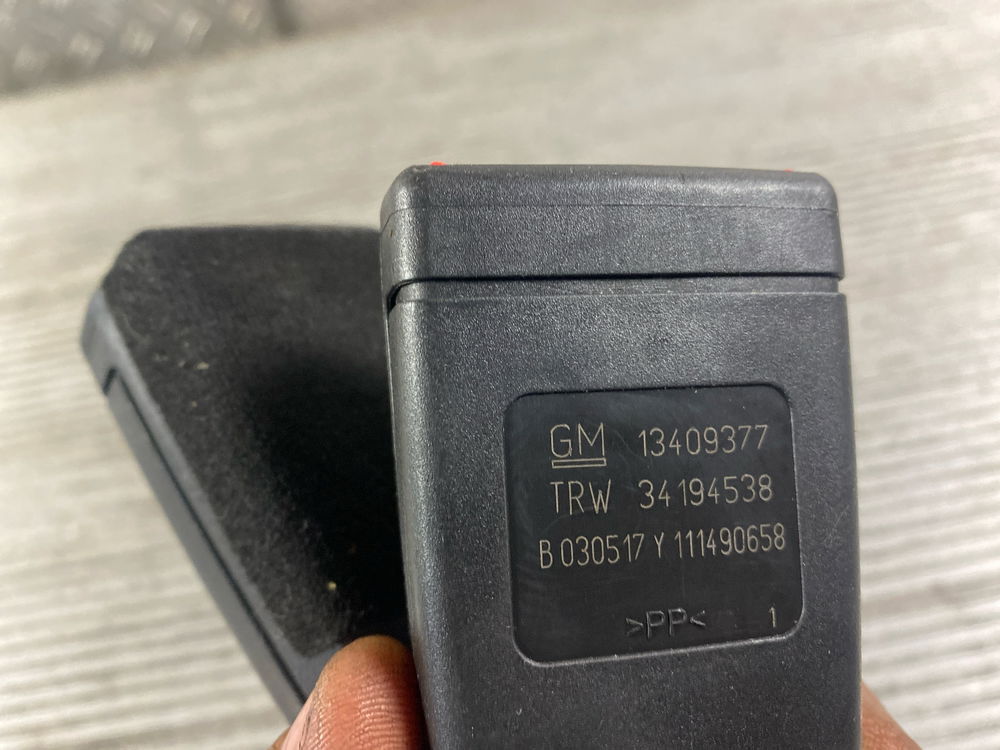 GM 13409377
TRW 34194538
B 030517 Y 111490658
>PP< 1